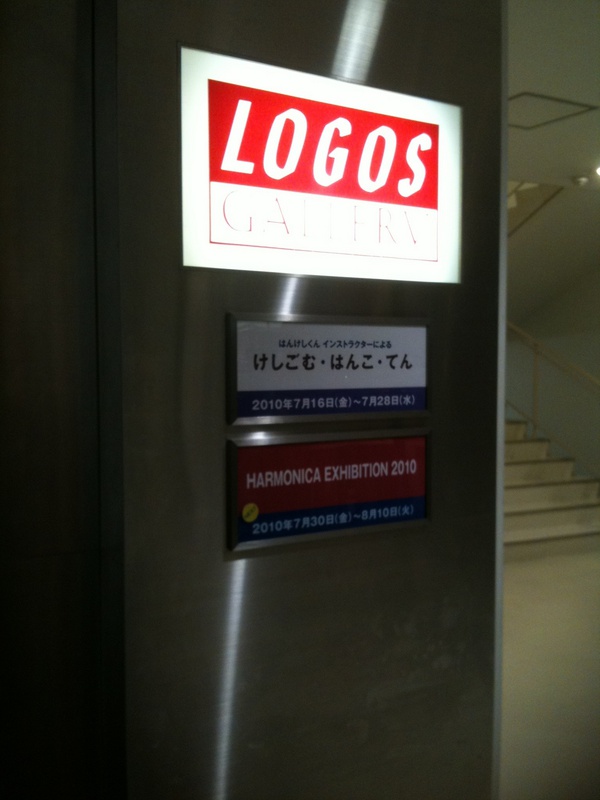 LOGOS
GALLERY
はんけしくん インストラクターによる
けしごむ・はんこ・てん
2010年7月16日(金)~7月28日(水)
HARMONICA EXHIBITION 2010
2010年7月30日(金)~8月10日(火)